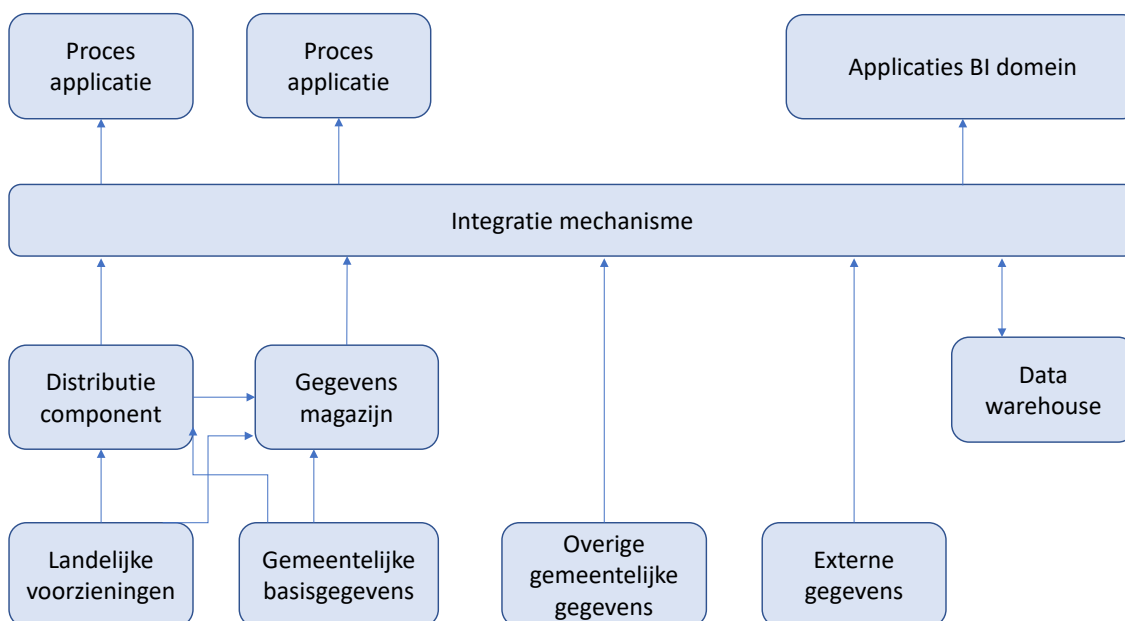 Proces
applicatie
Proces
applicatie
Applicaties BI domein
Integratie mechanisme
Distributie
component
Gegevens
magazijn
Data
warehouse
Landelijke
voorzieningen
Gemeentelijke
basisgegevens
Overige
gemeentelijke
gegevens
Externe
gegevens